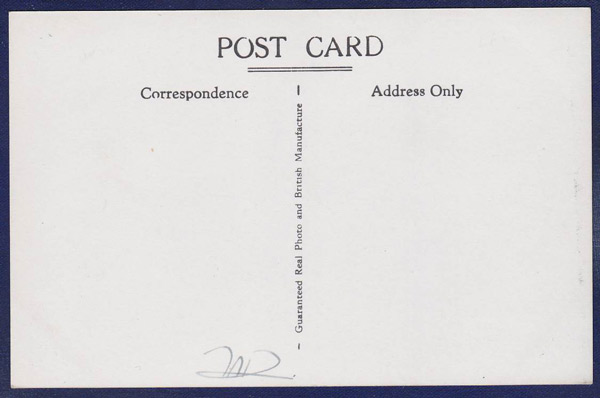 POST CARD
Correspondence
Address Only
– Guaranteed Real Photo and British Manufacture –